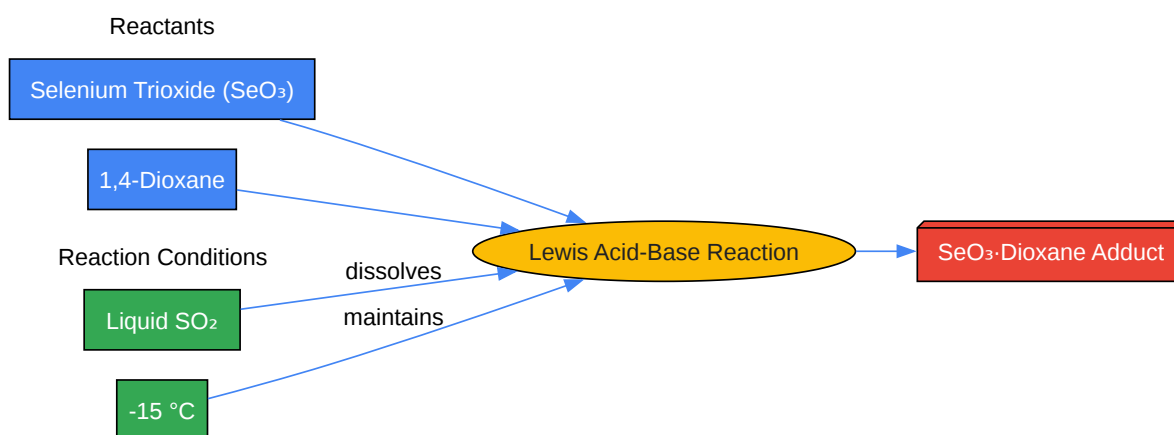 Reactants
Selenium Trioxide (SeO₃)
1,4-Dioxane
Reaction Conditions
Liquid SO₂
-15 °C
dissolves
maintains
Lewis Acid-Base Reaction
SeO₃·Dioxane Adduct